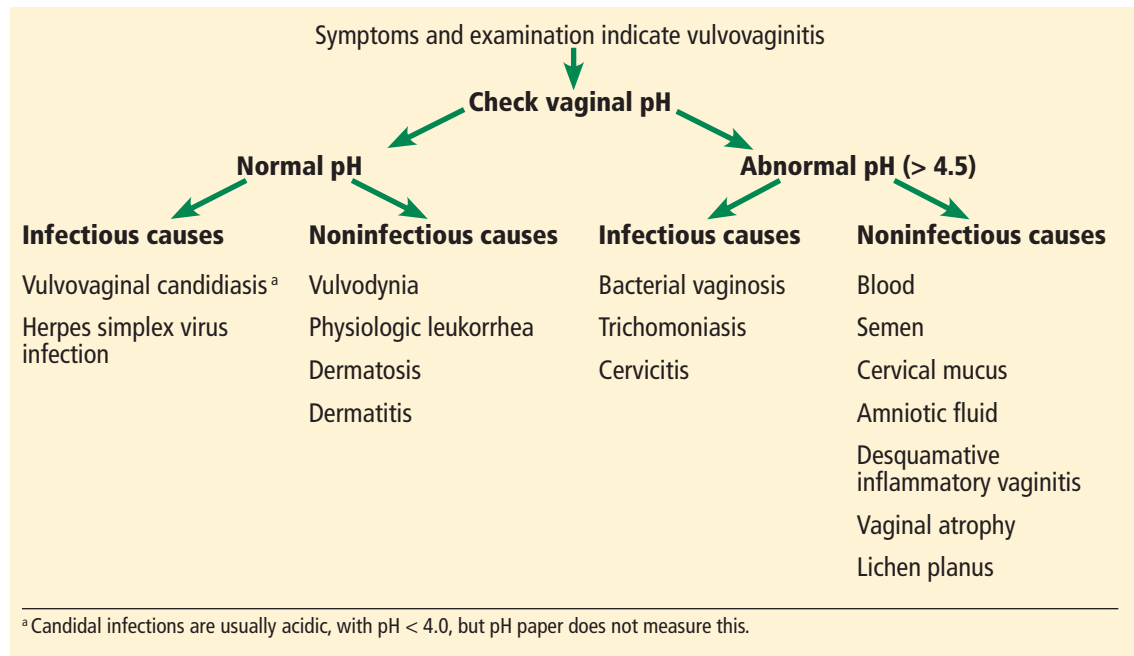 Symptoms and examination indicate vulvovaginitis
Check vaginal pH
Normal pH
Abnormal pH (> 4.5)
Infectious causes
Vulvovaginal candidiasis a
Herpes simplex virus
infection
Noninfectious causes
Vulvodynia
Physiologic leukorrhea
Dermatosis
Dermatitis
Infectious causes
Bacterial vaginosis
Trichomoniasis
Cervicitis
Noninfectious causes
Blood
Semen
Cervical mucus
Amniotic fluid
Desquamative
inflammatory vaginitis
Vaginal atrophy
Lichen planus
a Candidal infections are usually acidic, with pH < 4.0, but pH paper does not measure this.